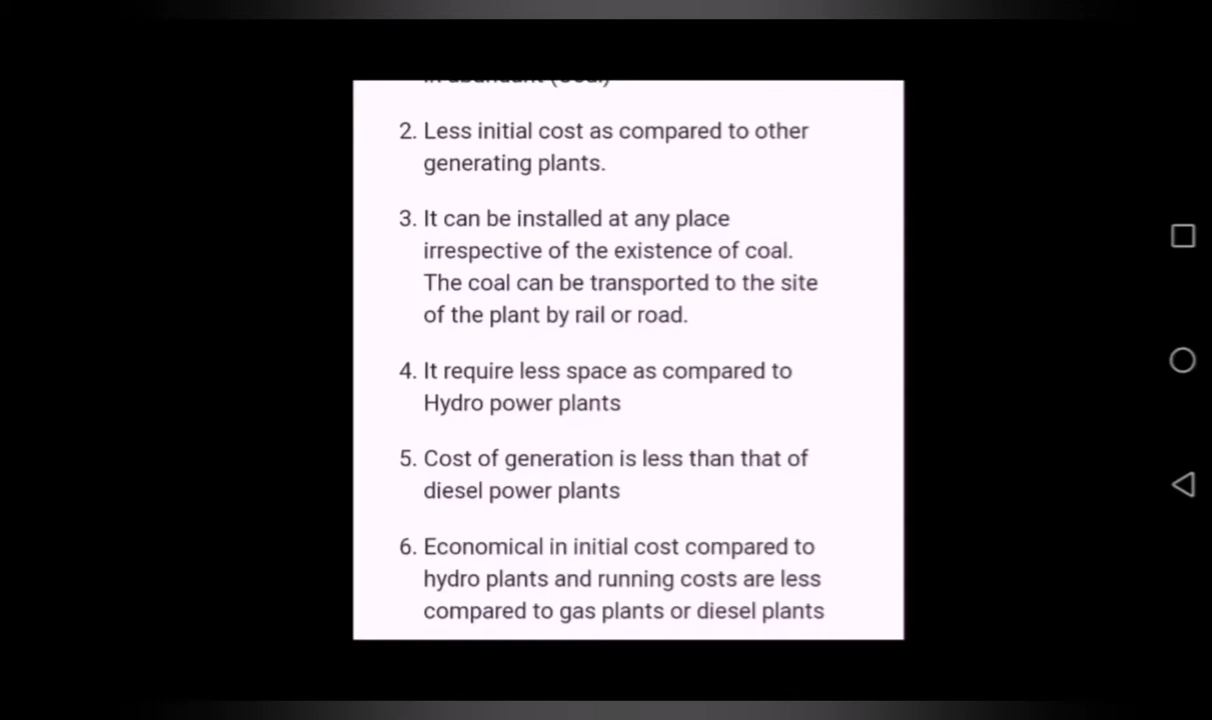 2. Less initial cost as compared to other
generating plants.
3. It can be installed at any place
irrespective of the existence of coal.
The coal can be transported to the site
of the plant by rail or road.
4. It require less space as compared to
Hydro power plants
5. Cost of generation is less than that of
diesel power plants
6. Economical in initial cost compared to
hydro plants and running costs are less
compared to gas plants or diesel plants